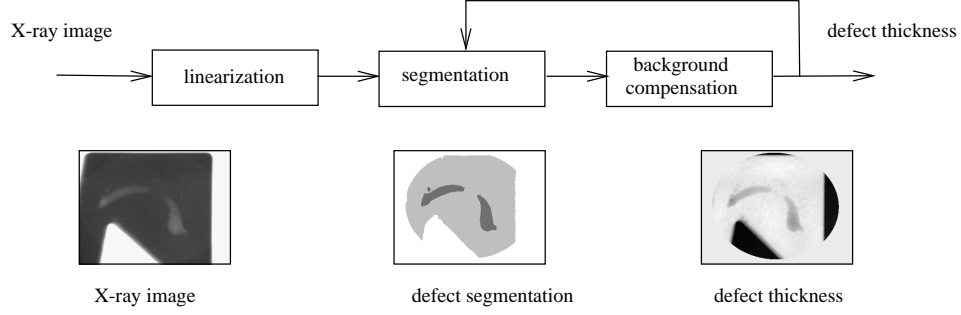 X-ray image
defect thickness
linearization
segmentation
background
compensation
X-ray image
defect segmentation
defect thickness